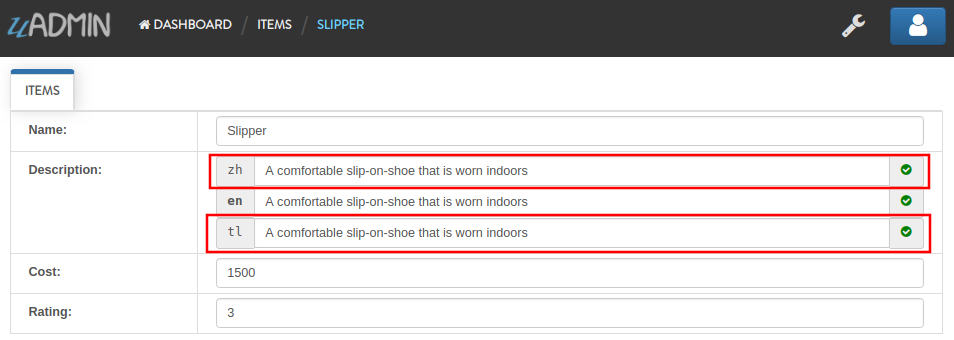 uADMIN DASHBOARD / ITEMS / SLIPPER
ITEMS
Name: Slipper
Description: zh A comfortable slip-on-shoe that is worn indoors
en A comfortable slip-on-shoe that is worn indoors
tl A comfortable slip-on-shoe that is worn indoors
Cost: 1500
Rating: 3